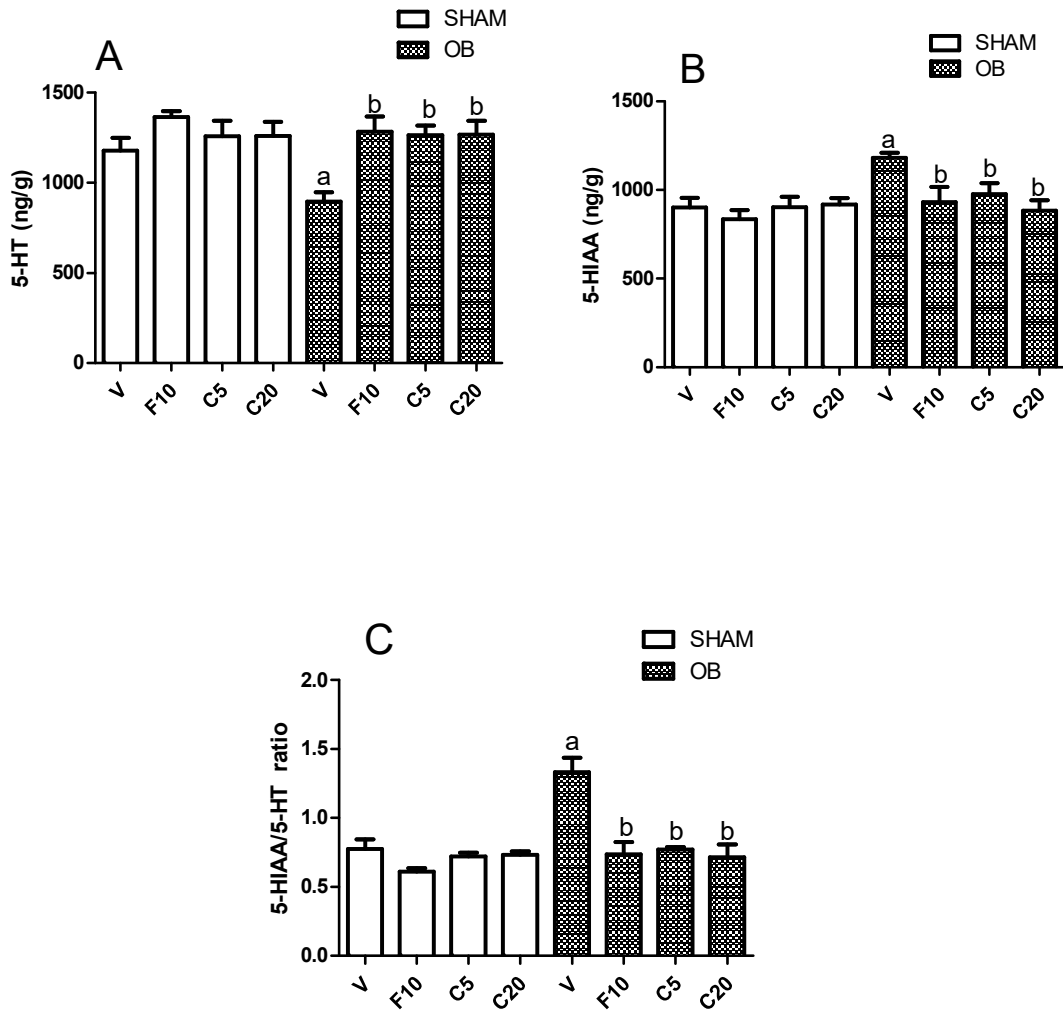 A
SHAM
OB
5-HT (ng/g)
1500
1000
500
0
a
b
b
b
V
F10
C5
C20
V
F10
C5
C20
B
SHAM
OB
5-HIAA (ng/g)
1500
1000
500
0
a
b
b
b
V
F10
C5
C20
V
F10
C5
C20
C
SHAM
OB
5-HIAA/5-HT ratio
2.0
1.5
1.0
0.5
0.0
a
b
b
b
V
F10
C5
C20
V
F10
C5
C20